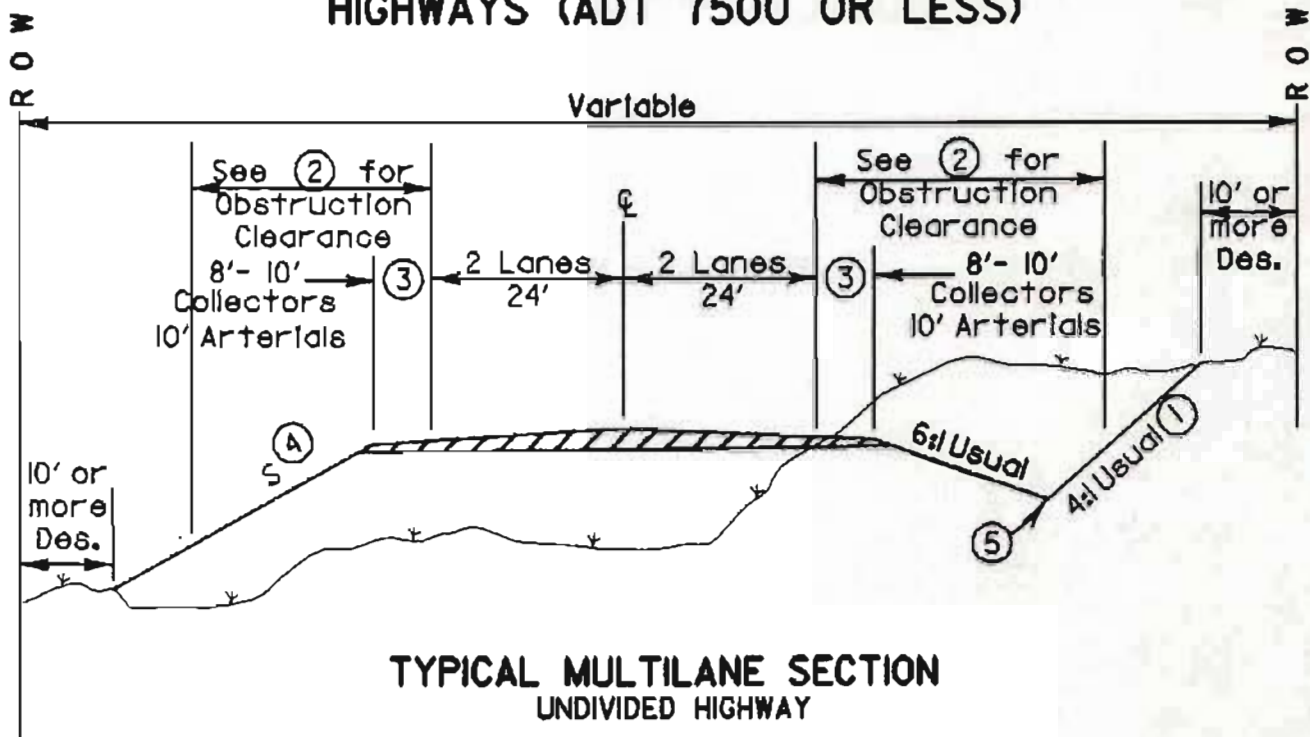 HIGHWAYS (ADT 7500 OR LESS)
ROW
ROW
Variable
See ② for
Obstruction
Clearance
8'- 10'
Collectors
10' Arterials
③
2 Lanes
24'
℄
2 Lanes
24'
③
See ② for
Obstruction
Clearance
8'- 10'
Collectors
10' Arterials
10' or
more
Des.
10' or
more
Des.
S ④
6:1 Usual
4:1 Usual ①
⑤
TYPICAL MULTILANE SECTION
UNDIVIDED HIGHWAY